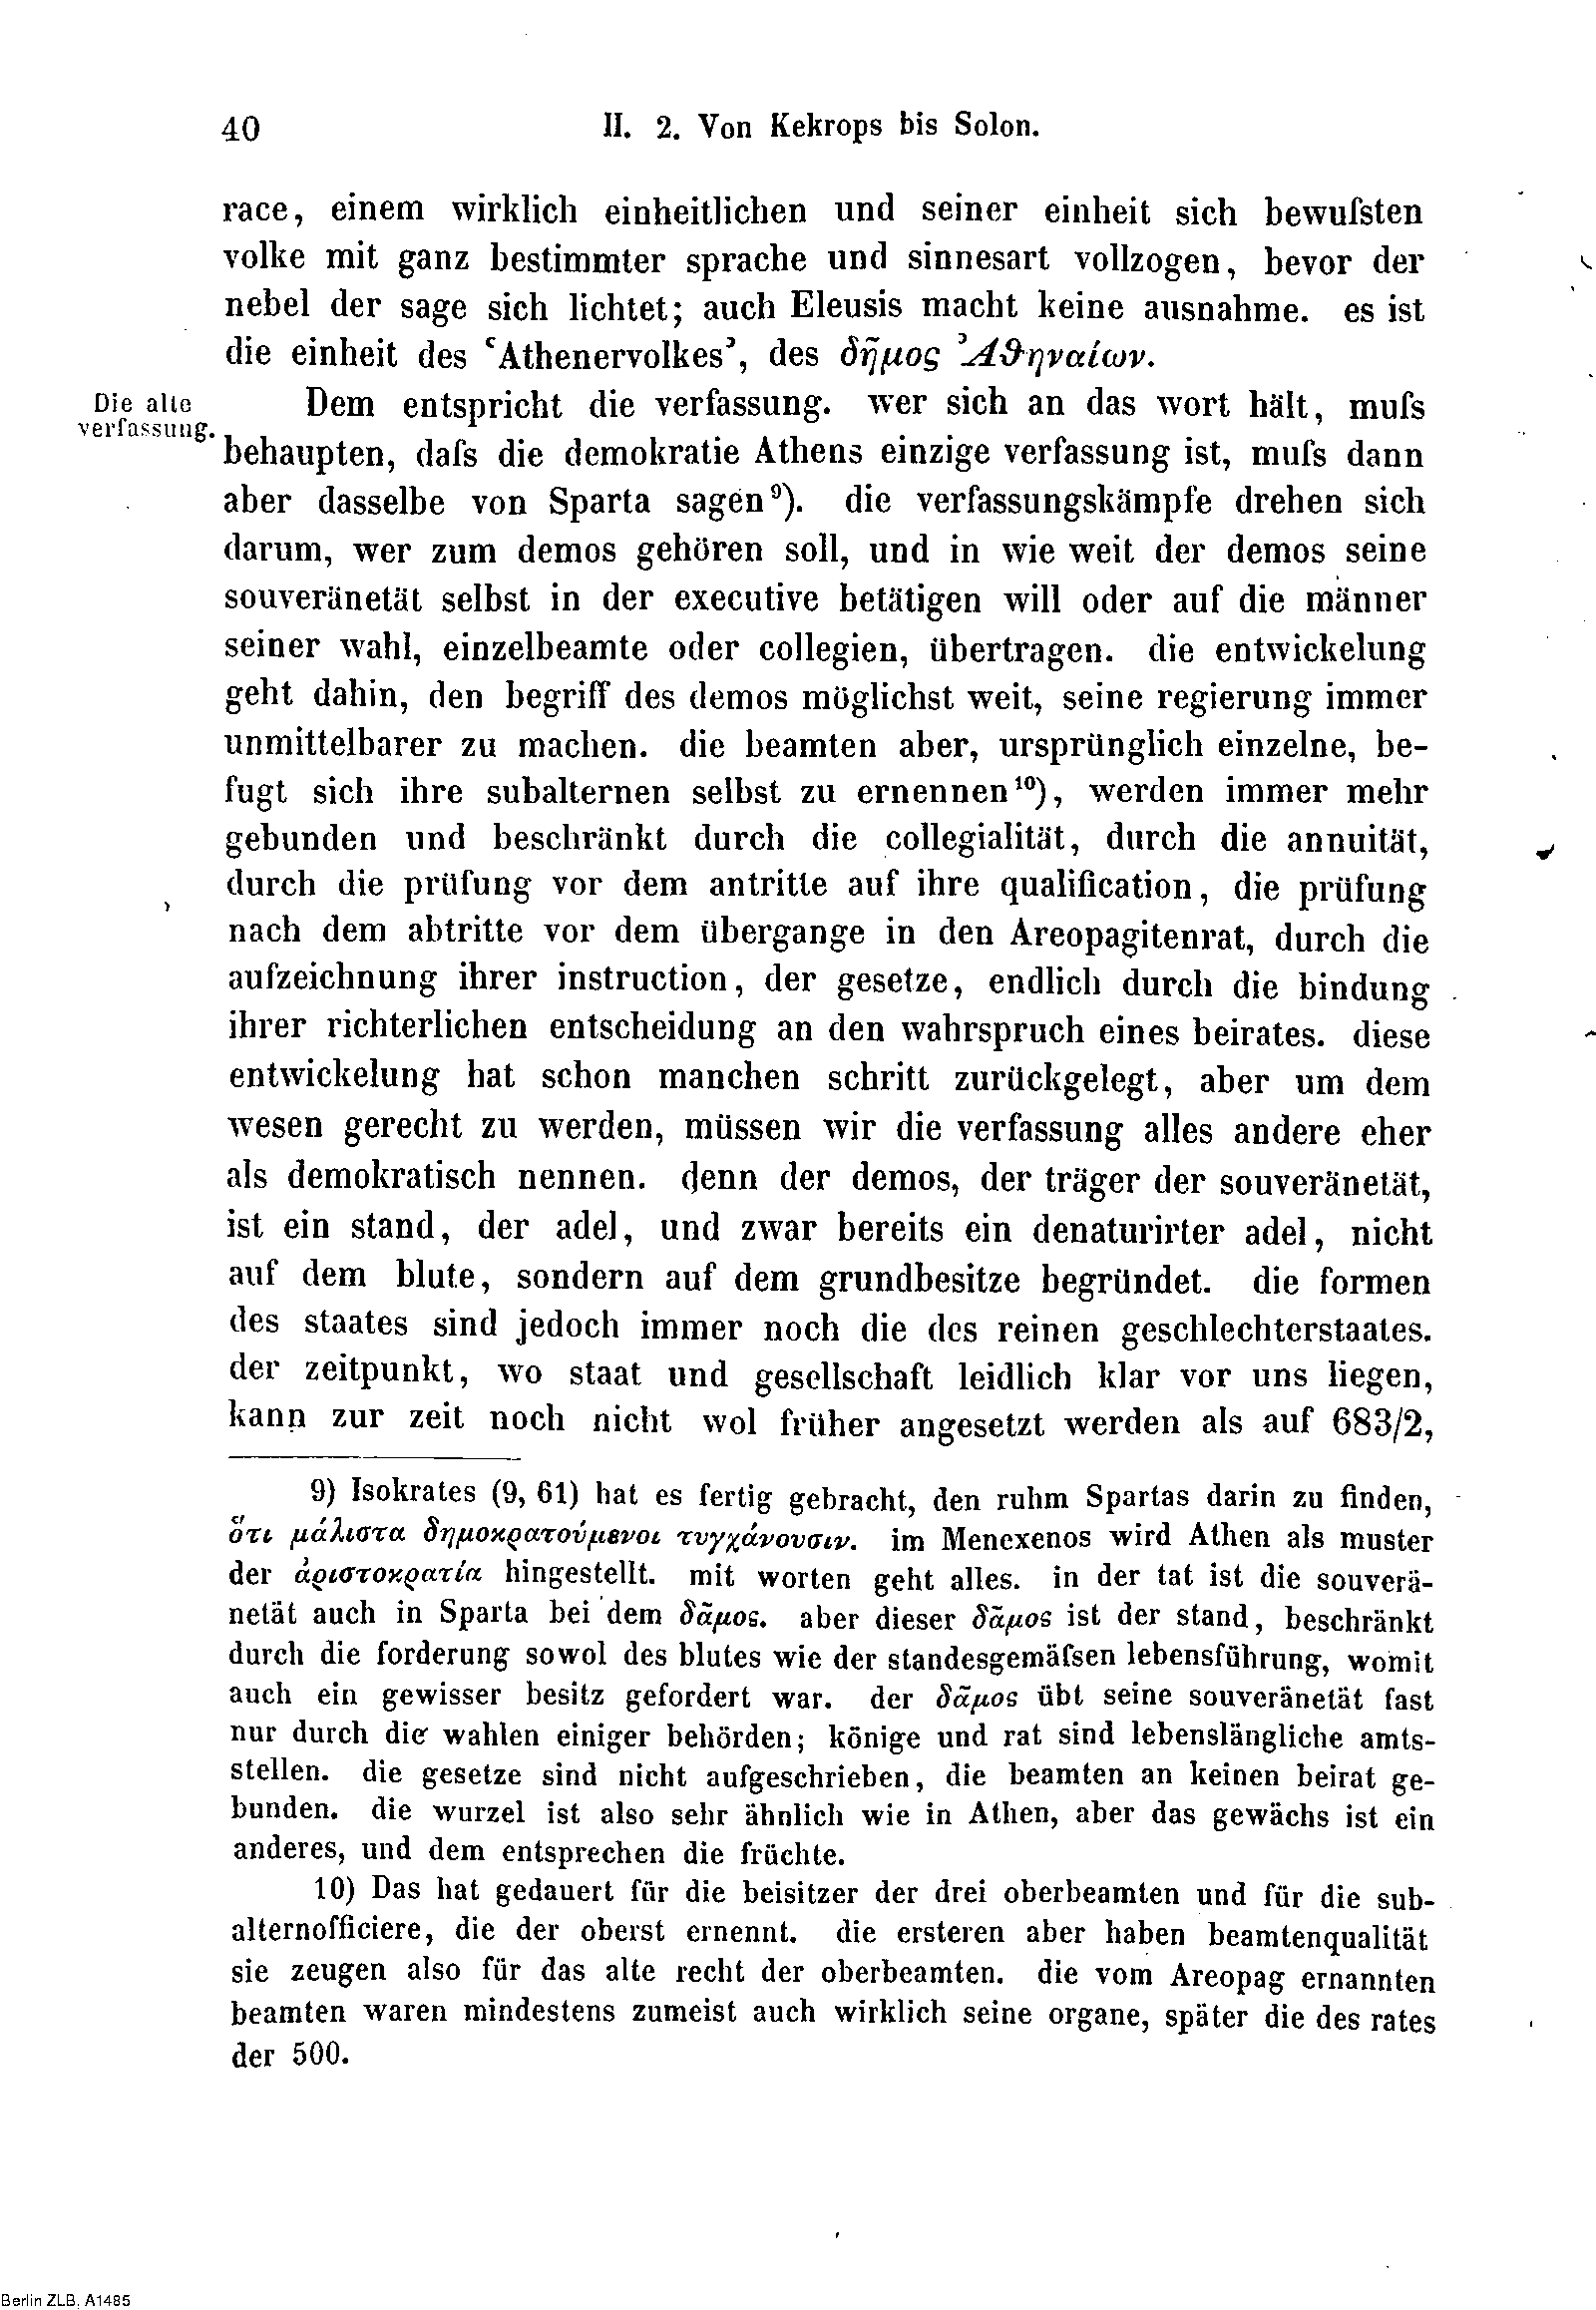 40 II. 2. Von Kekrops bis Solon.
race, einem wirklich einheitlichen und seiner einheit sich bewuſsten
volke mit ganz bestimmter sprache und sinnesart vollzogen, bevor der
nebel der sage sich lichtet; auch Eleusis macht keine ausnahme. es ist
die einheit des ‘Athenervolkes’, des δῆμος Ἀθηναίων.
Die alte
verfassung.
Dem entspricht die verfassung. wer sich an das wort hält, muſs
behaupten, daſs die demokratie Athens einzige verfassung ist, muſs dann
aber dasselbe von Sparta sagen⁹). die verfassungskämpfe drehen sich
darum, wer zum demos gehören soll, und in wie weit der demos seine
souveränetät selbst in der executive betätigen will oder auf die männer
seiner wahl, einzelbeamte oder collegien, übertragen. die entwickelung
geht dahin, den begriff des demos möglichst weit, seine regierung immer
unmittelbarer zu machen. die beamten aber, ursprünglich einzelne, be-
fugt sich ihre subalternen selbst zu ernennen¹⁰), werden immer mehr
gebunden und beschränkt durch die collegialität, durch die annuität,
durch die prüfung vor dem antritte auf ihre qualification, die prüfung
nach dem abtritte vor dem übergange in den Areopagitenrat, durch die
aufzeichnung ihrer instruction, der gesetze, endlich durch die bindung
ihrer richterlichen entscheidung an den wahrspruch eines beirates. diese
entwickelung hat schon manchen schritt zurückgelegt, aber um dem
wesen gerecht zu werden, müssen wir die verfassung alles andere eher
als demokratisch nennen. denn der demos, der träger der souveränetät,
ist ein stand, der adel, und zwar bereits ein denaturirter adel, nicht
auf dem blute, sondern auf dem grundbesitze begründet. die formen
des staates sind jedoch immer noch die des reinen geschlechterstaates.
der zeitpunkt, wo staat und gesellschaft leidlich klar vor uns liegen,
kann zur zeit noch nicht wol früher angesetzt werden als auf 683/2,
9) Isokrates (9, 61) hat es fertig gebracht, den ruhm Spartas darin zu finden,
ὅτι μάλιστα δημοκρατούμενοι τυγχάνουσιν. im Menexenos wird Athen als muster
der ἀριστοκρατία hingestellt. mit worten geht alles. in der tat ist die souverä-
netät auch in Sparta bei dem δᾶμος. aber dieser δᾶμος ist der stand, beschränkt
durch die forderung sowol des blutes wie der standesgemäſsen lebensführung, womit
auch ein gewisser besitz gefordert war. der δᾶμος übt seine souveränetät fast
nur durch die wahlen einiger behörden; könige und rat sind lebenslängliche amts-
stellen. die gesetze sind nicht aufgeschrieben, die beamten an keinen beirat ge-
bunden. die wurzel ist also sehr ähnlich wie in Athen, aber das gewächs ist ein
anderes, und dem entsprechen die früchte.
10) Das hat gedauert für die beisitzer der drei oberbeamten und für die sub-
alternofficiere, die der oberst ernennt. die ersteren aber haben beamtenqualität
sie zeugen also für das alte recht der oberbeamten. die vom Areopag ernannten
beamten waren mindestens zumeist auch wirklich seine organe, später die des rates
der 500.
Berlin ZLB, A1485